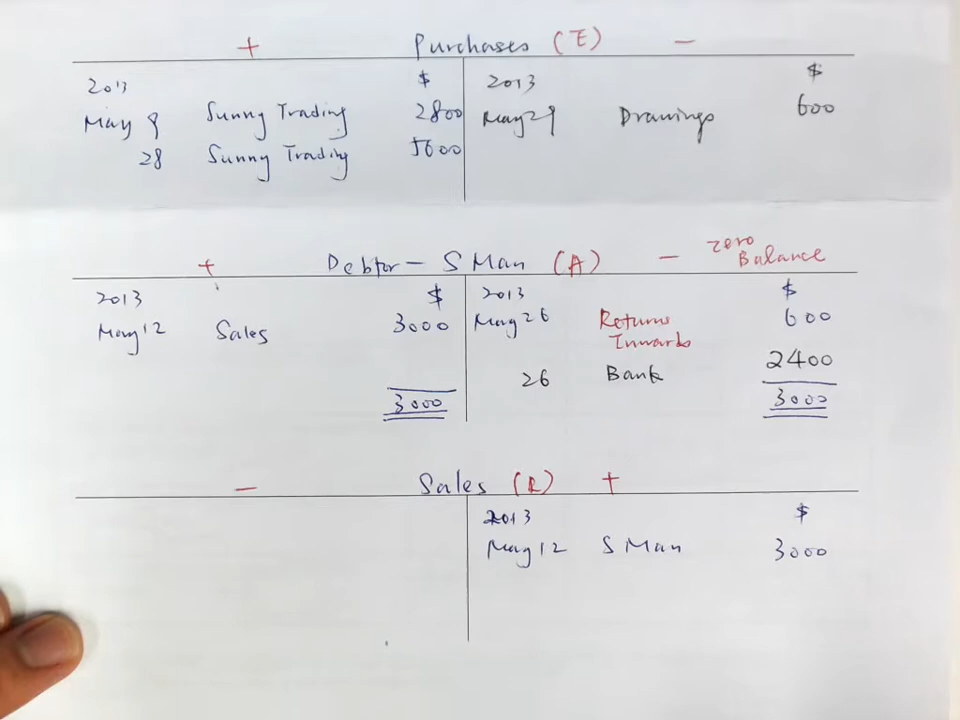 + Purchases (E) -
2013 $ 2013 $
May 9 Sunny Trading 2800 May 29 Drawings 600
28 Sunny Trading 5600
+ Debtor - S Man (A) - zero Balance
2013 $ 2013 $
May 12 Sales 3000 May 26 Returns Inwards 600
26 Bank 2400
3000 3000
- Sales (R) +
2013 $
May 12 S Man 3000